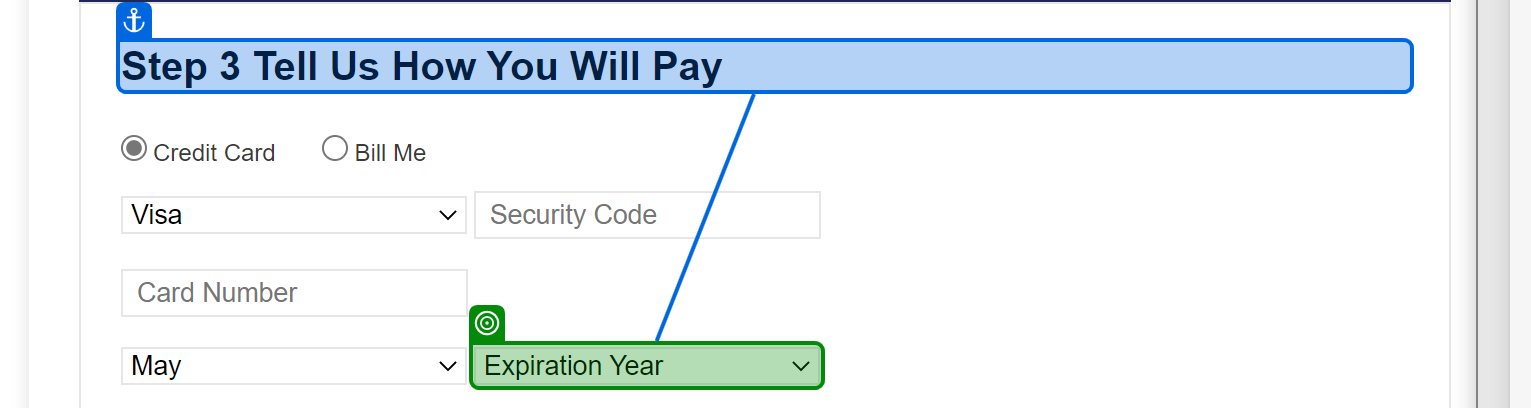 Step 3 Tell Us How You Will Pay
Credit Card Bill Me
Visa Security Code
Card Number
May Expiration Year